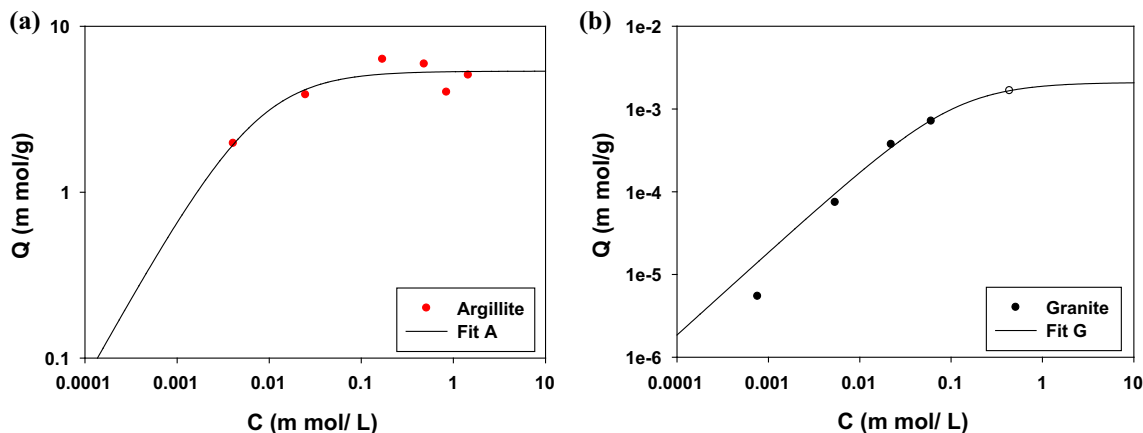 (a)
10
1
0.1
Q (m mol/g)
0.0001 0.001 0.01 0.1 1 10
C (m mol/ L)
Argillite
Fit A
(b)
1e-2
1e-3
1e-4
1e-5
1e-6
Q (m mol/g)
0.0001 0.001 0.01 0.1 1 10
C (m mol/ L)
Granite
Fit G